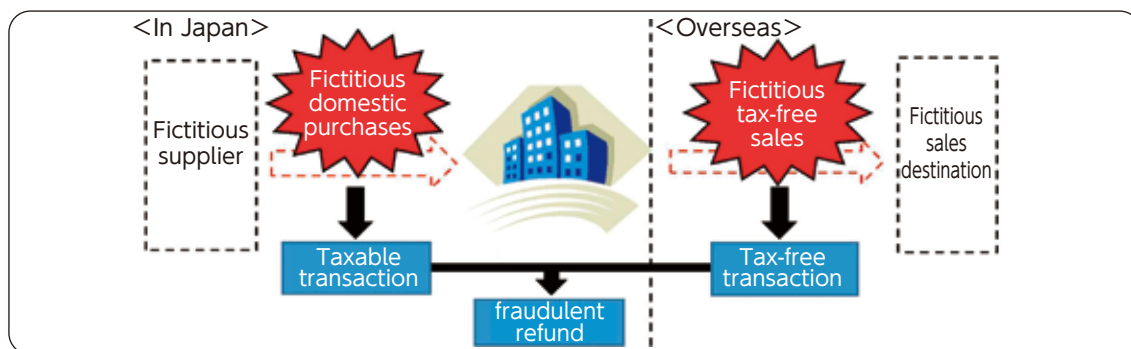 <In Japan>
<Overseas>
Fictitious
supplier
Fictitious
domestic
purchases
Fictitious
tax-free
sales
Fictitious
sales
destination
Taxable
transaction
Tax-free
transaction
fraudulent
refund